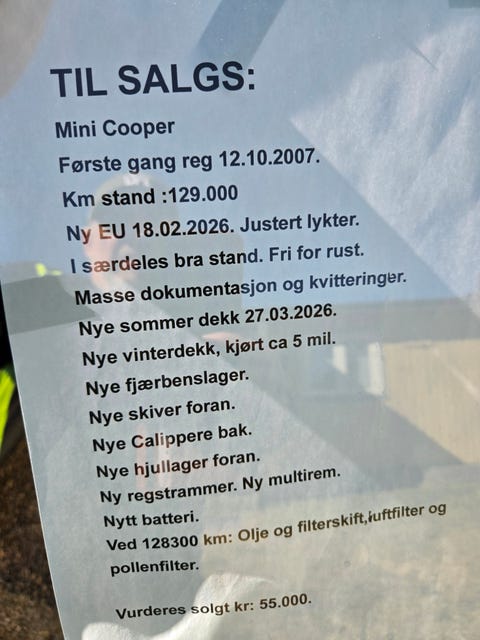 TIL SALGS:
Mini Cooper
Første gang reg 12.10.2007.
Km stand :129.000
Ny EU 18.02.2026. Justert lykter.
I særdeles bra stand. Fri for rust.
Masse dokumentasjon og kvitteringer.
Nye sommer dekk 27.03.2026.
Nye vinterdekk, kjørt ca 5 mil.
Nye fjærbenslager.
Nye skiver foran.
Nye Calippere bak.
Nye hjullager foran.
Ny regstrammer. Ny multirem.
Nytt batteri.
Ved 128300 km: Olje og filterskift,luftfilter og
pollenfilter.
Vurderes solgt kr: 55.000.